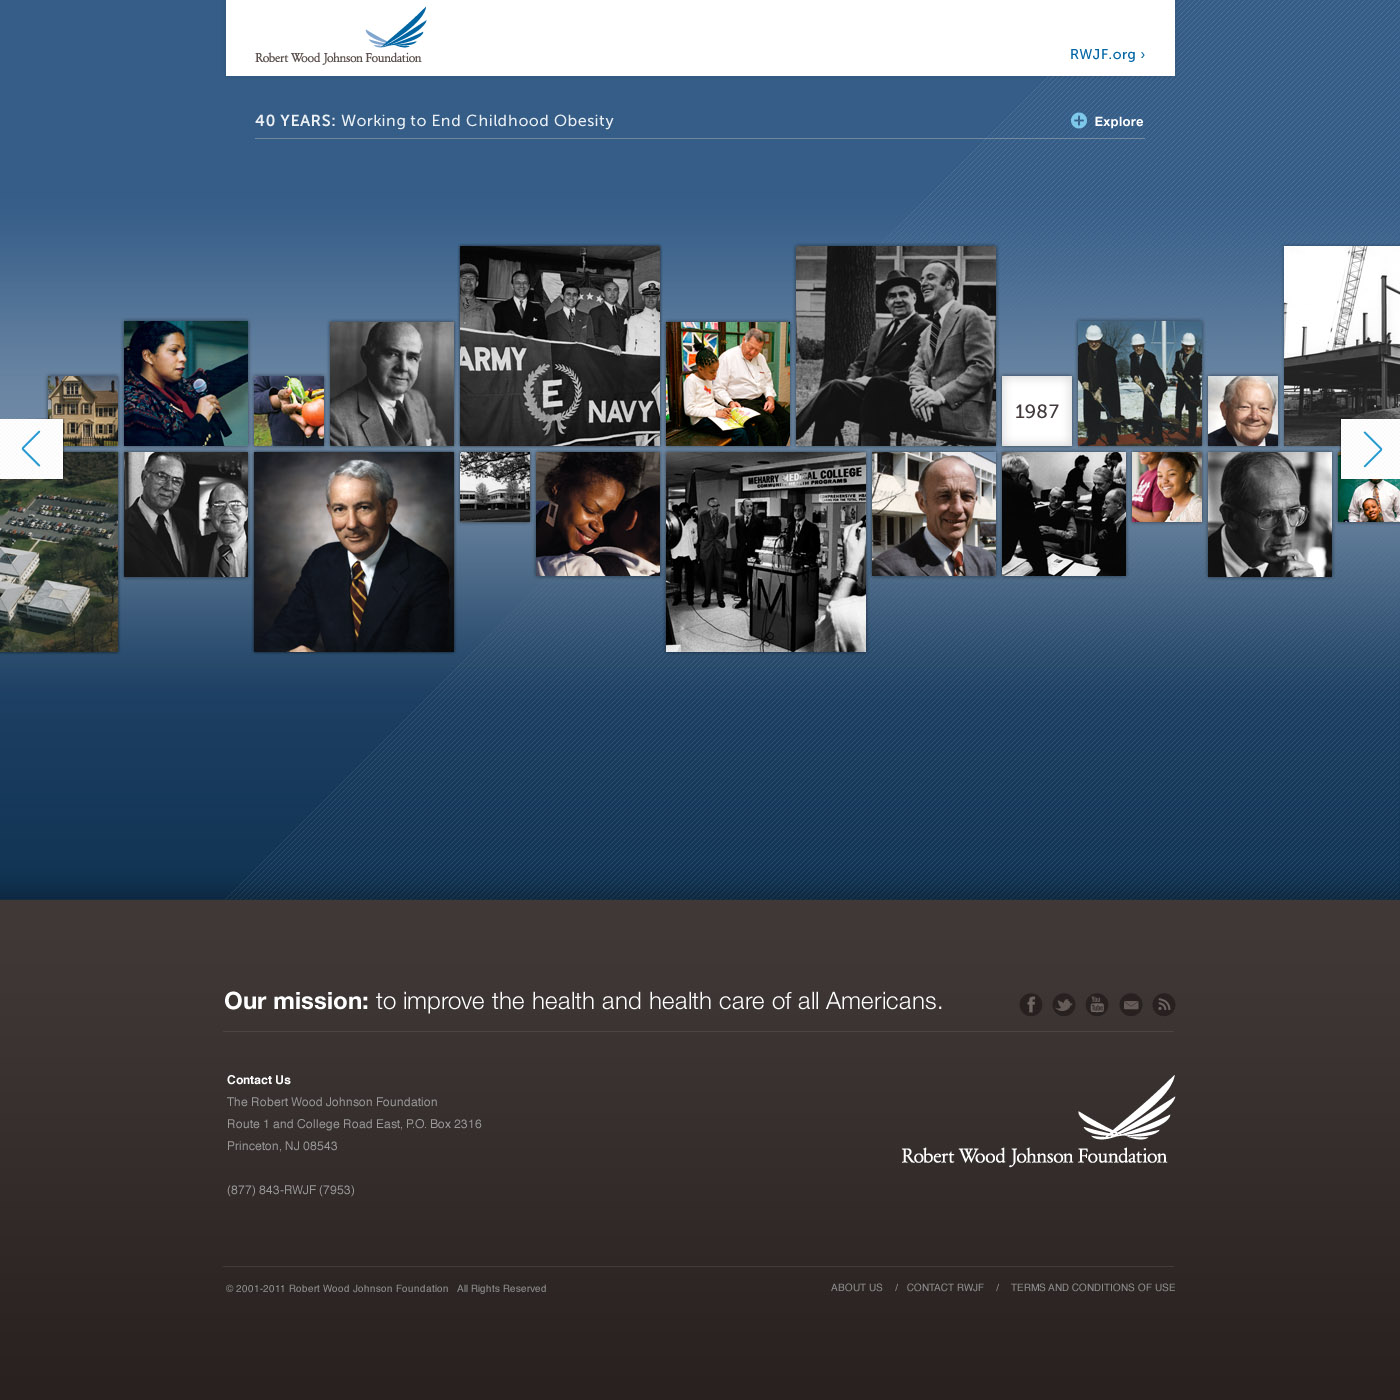 Robert Wood Johnson Foundation
RWJF.org ›
40 YEARS: Working to End Childhood Obesity
Explore
ARMY
E
NAVY
1987
MEHARRY MEDICAL COLLEGE
M
Our mission: to improve the health and health care of all Americans.
You
Tube
Contact Us
The Robert Wood Johnson Foundation
Route 1 and College Road East, P.O. Box 2316
Princeton, NJ 08543
(877) 843-RWJF (7953)
Robert Wood Johnson Foundation
© 2001-2011 Robert Wood Johnson Foundation All Rights Reserved
ABOUT US / CONTACT RWJF / TERMS AND CONDITIONS OF USE